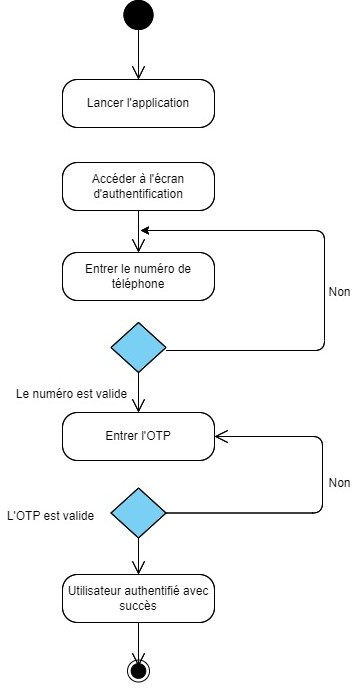 Lancer l'application
Accéder à l'écran
d'authentification
Entrer le numéro de
téléphone
Non
Le numéro est valide
Entrer l'OTP
Non
L'OTP est valide
Utilisateur authentifié avec
succès